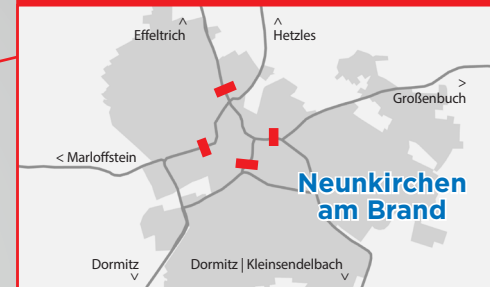 ^ ^
Effeltrich Hetzles
>
Großenbuch
< Marloffstein
Neunkirchen
am Brand
Dormitz Dormitz | Kleinsendelbach
v v